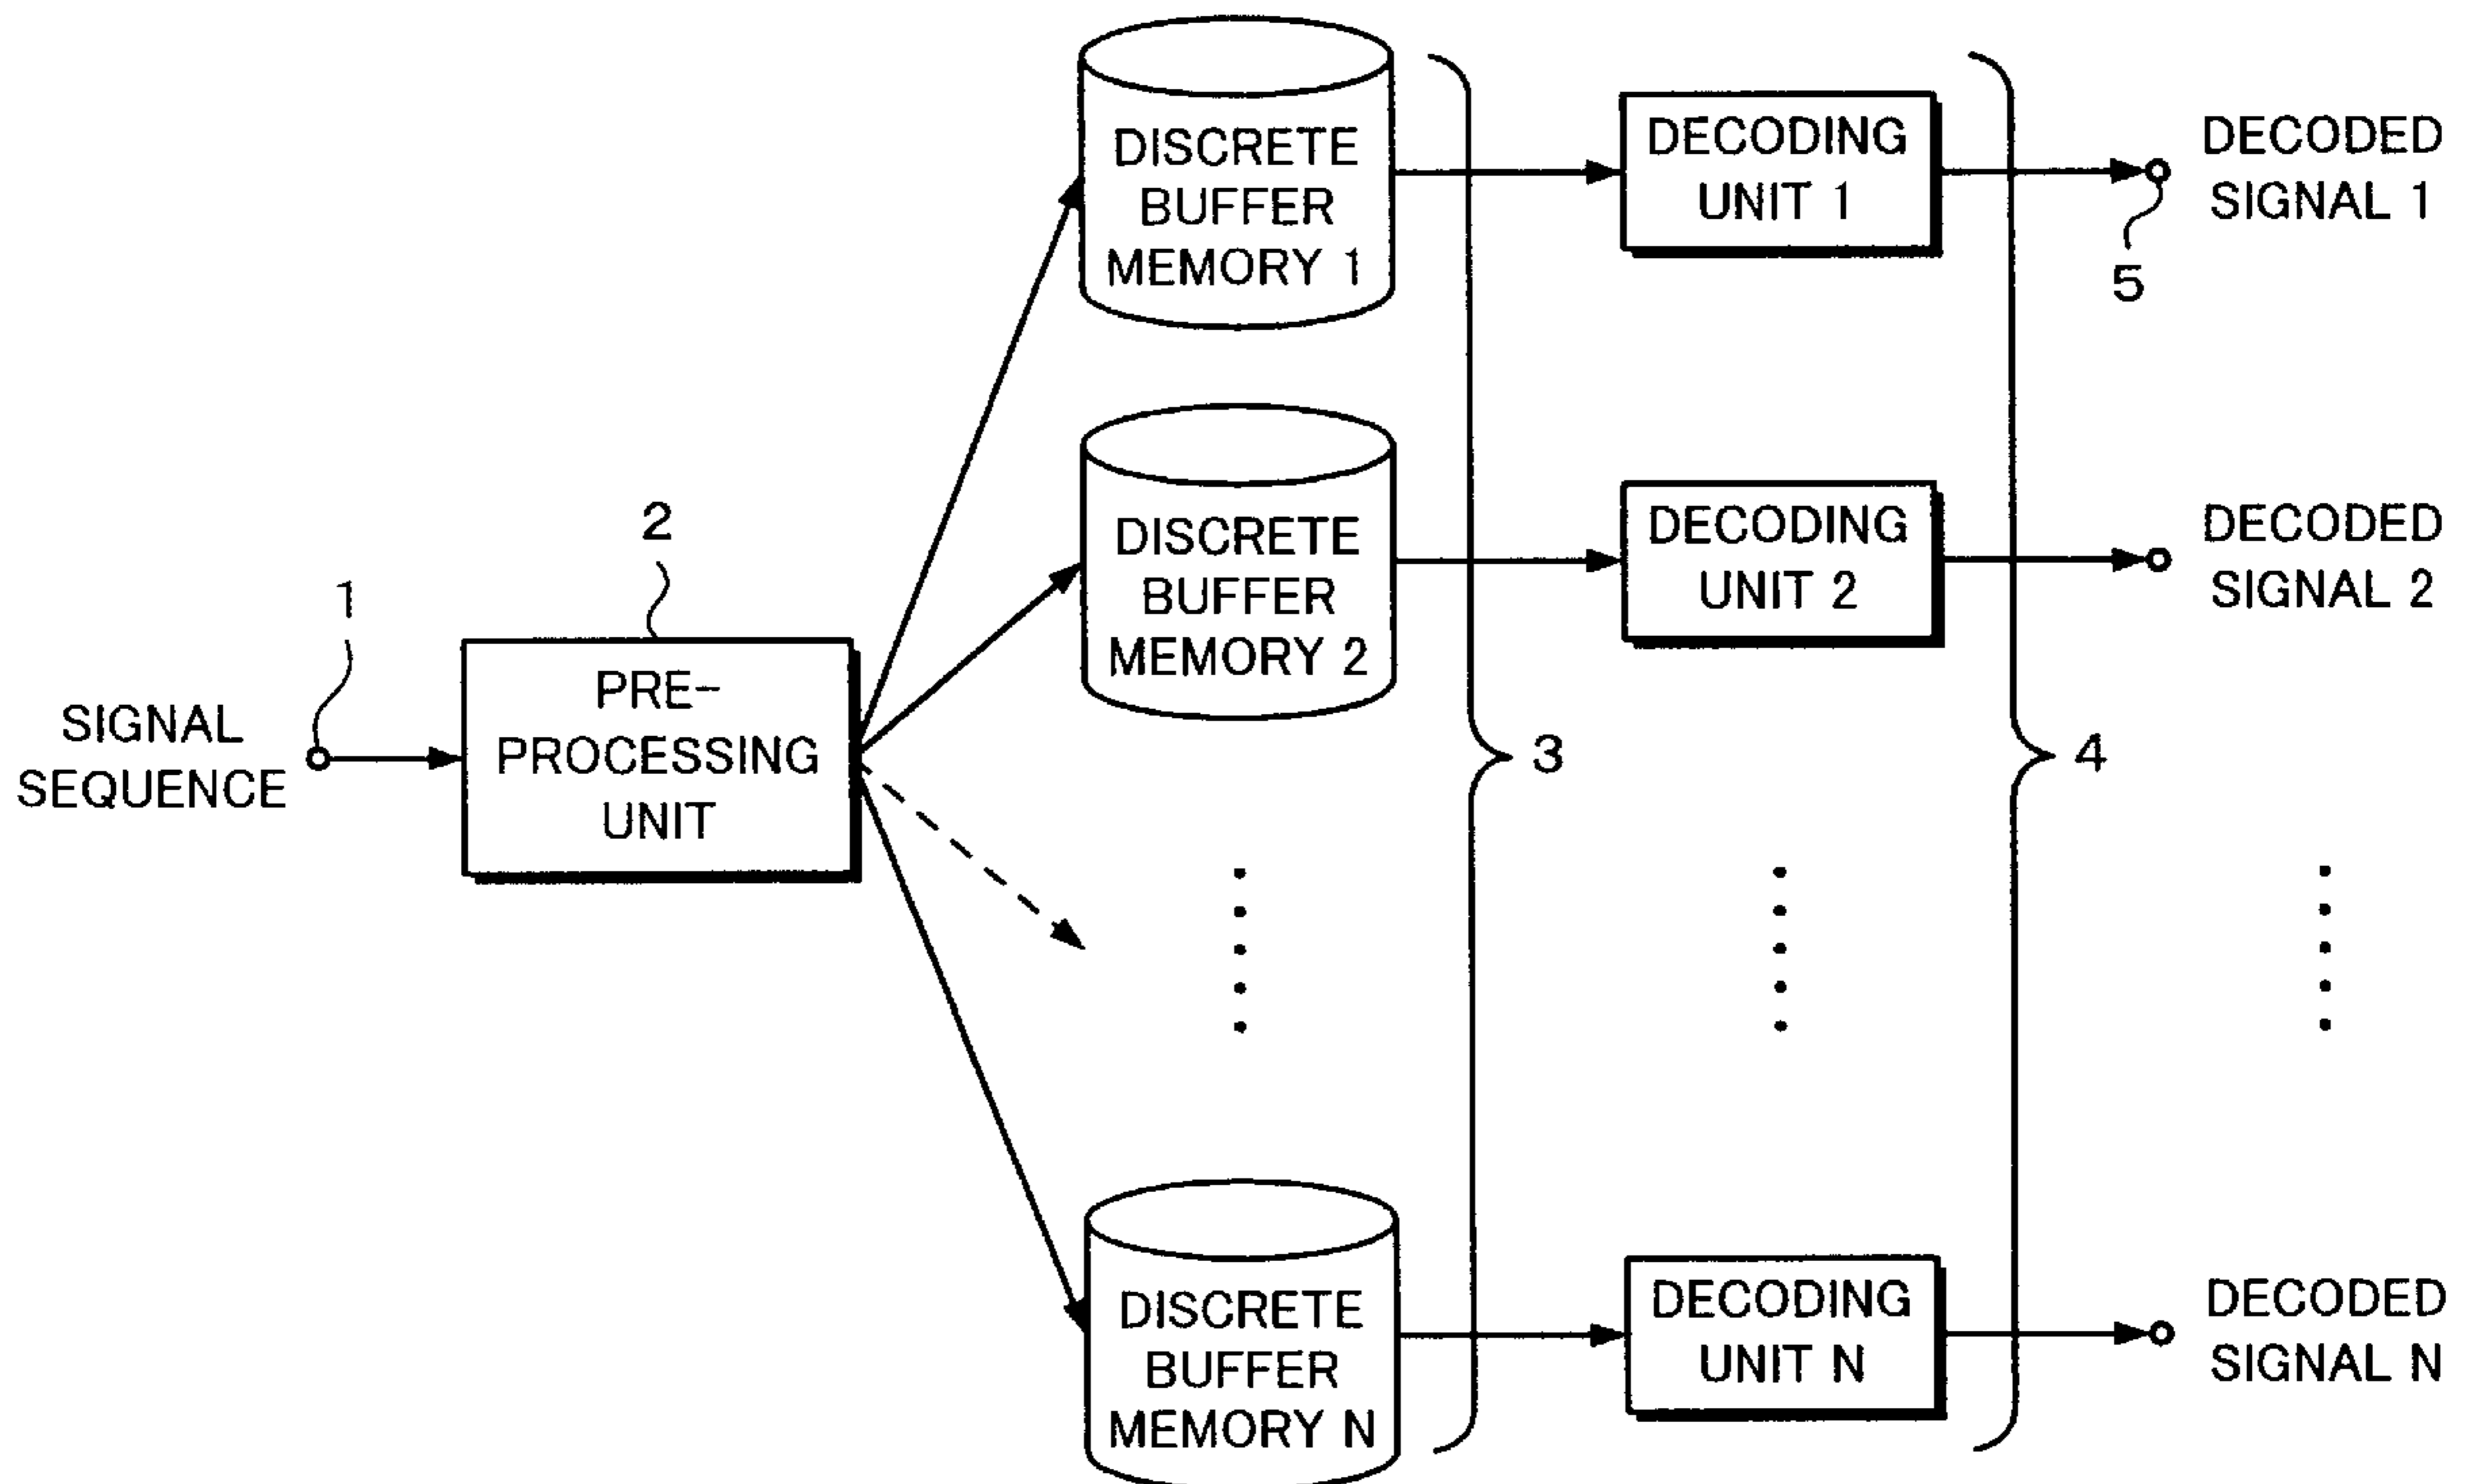 DISCRETE
BUFFER
MEMORY 1
DECODING
UNIT 1
DECODED
SIGNAL 1
5
DISCRETE
BUFFER
MEMORY 2
DECODING
UNIT 2
DECODED
SIGNAL 2
2
1
SIGNAL
SEQUENCE
PRE-
PROCESSING
UNIT
3
4
DISCRETE
BUFFER
MEMORY N
DECODING
UNIT N
DECODED
SIGNAL N